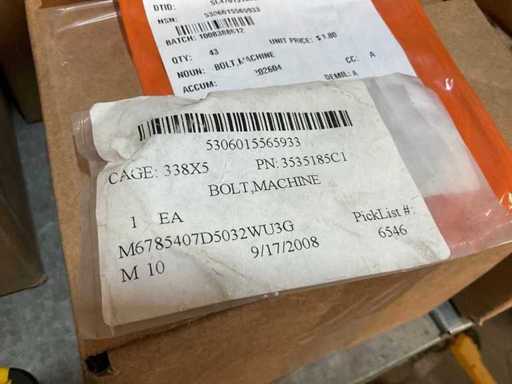 DTID:
NSN:
5306015565933
BATCH:
UNIT PRICE: $1.80
QTY: 43
NOUN: BOLT,MACHINE
CC: A
ACCUM:
DEMIL: A
5306015565933
CAGE: 338X5 PN: 3535185C1
BOLT,MACHINE
1 EA
PickList #
M6785407D5032WU3G
6546
M 10 9/17/2008